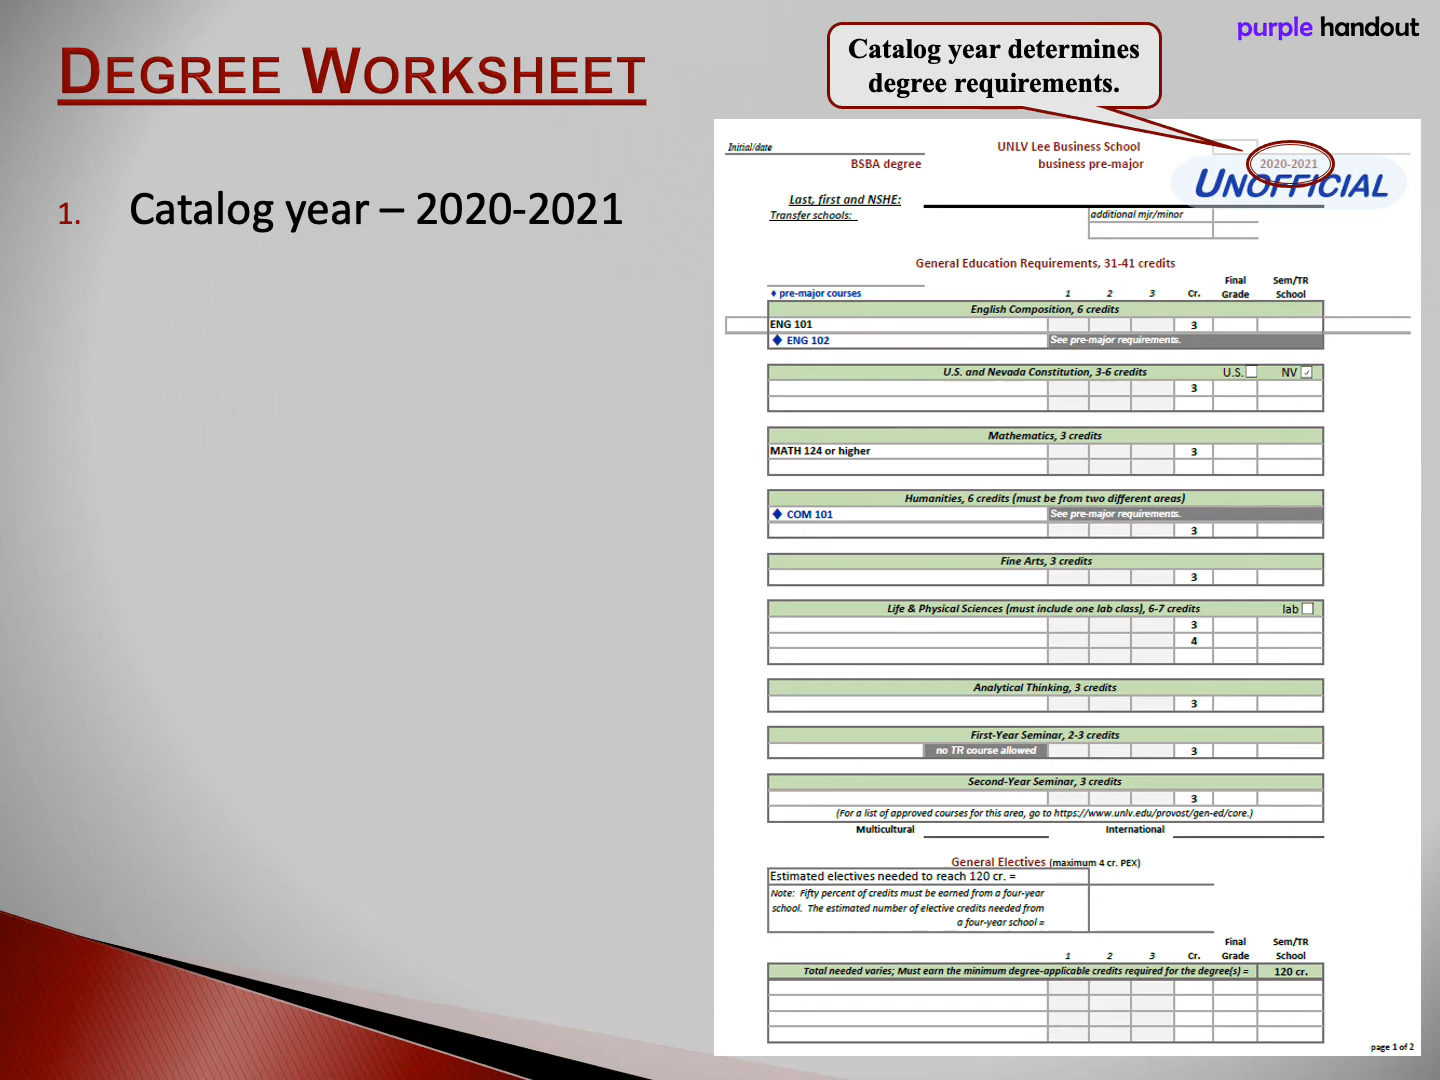 DEGREE WORKSHEET
Catalog year determines
degree requirements.
purple handout
1. Catalog year – 2020-2021
Initial/date
UNLV Lee Business School
BSBA degree business pre-major 2020-2021
UNOFFICIAL
Last, first and NSHE:
Transfer schools: additional mjr/minor
General Education Requirements, 31-41 credits
Final Sem/TR
♦ pre-major courses 1 2 3 Cr. Grade School
English Composition, 6 credits
ENG 101 3
♦ ENG 102 See pre-major requirements.
U.S. and Nevada Constitution, 3-6 credits U.S. NV ✓
3
Mathematics, 3 credits
MATH 124 or higher 3
Humanities, 6 credits (must be from two different areas)
♦ COM 101 See pre-major requirements.
3
Fine Arts, 3 credits
3
Life & Physical Sciences (must include one lab class), 6-7 credits lab
3
4
Analytical Thinking, 3 credits
3
First-Year Seminar, 2-3 credits
no TR course allowed 3
Second-Year Seminar, 3 credits
3
(For a list of approved courses for this area, go to https://www.unlv.edu/provost/gen-ed/core.)
Multicultural International
General Electives (maximum 4 cr. PEX)
Estimated electives needed to reach 120 cr. =
Note: Fifty percent of credits must be earned from a four-year
school. The estimated number of elective credits needed from
a four-year school =
Final Sem/TR
1 2 3 Cr. Grade School
Total needed varies; Must earn the minimum degree-applicable credits required for the degree(s) = 120 cr.
page 1 of 2